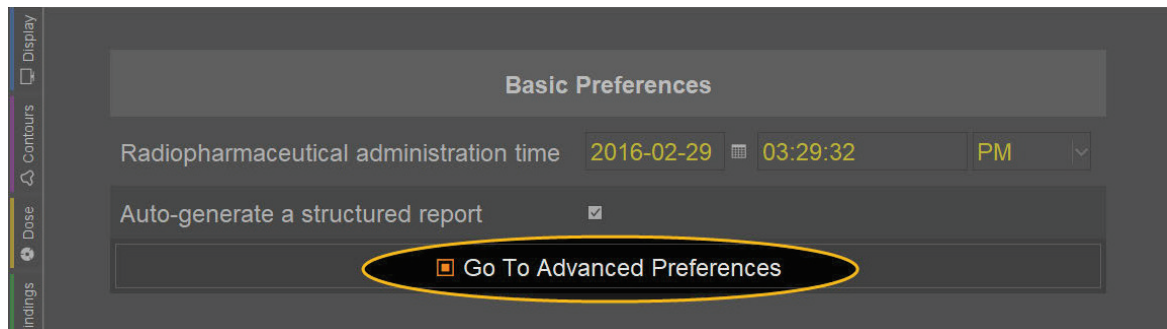 Display
Contours
Dose
indings
Basic Preferences
Radiopharmaceutical administration time 2016-02-29 03:29:32 PM
Auto-generate a structured report
Go To Advanced Preferences